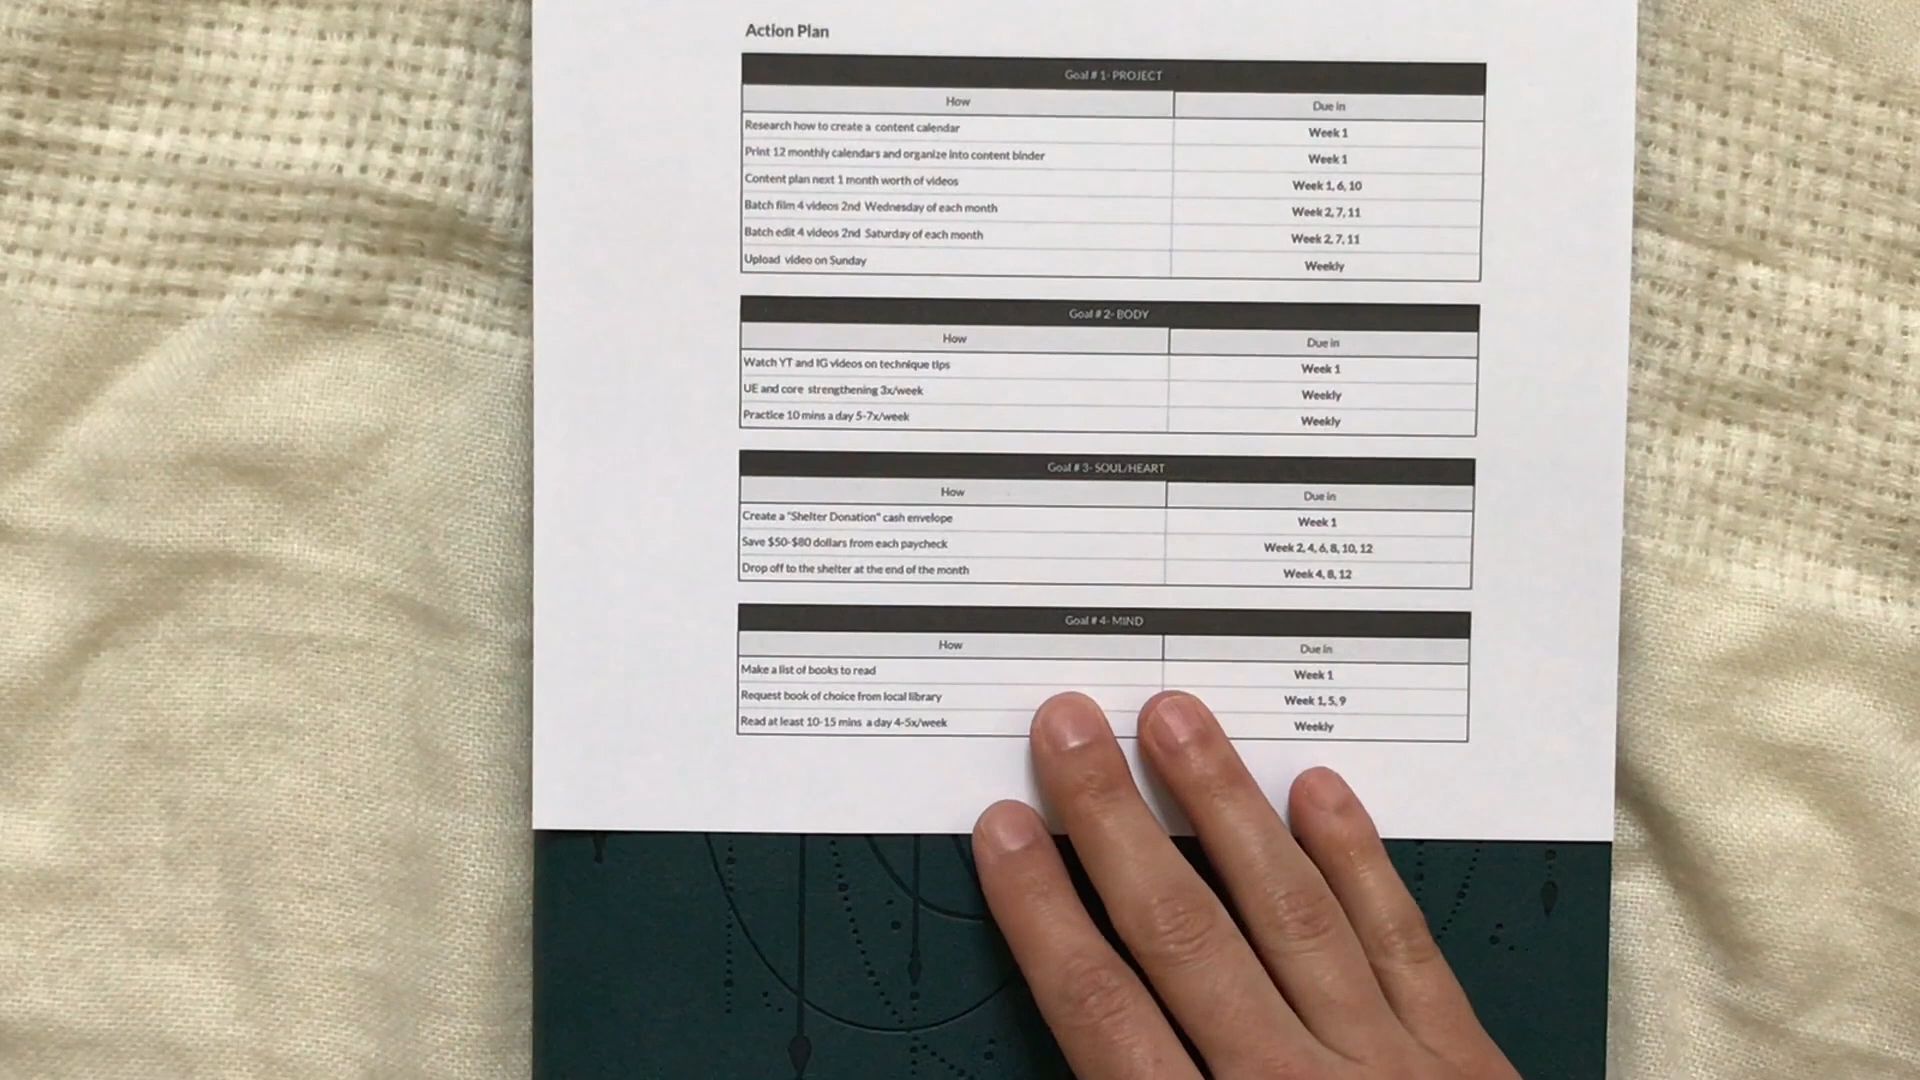 Action Plan
Goal # 1- PROJECT
How Due in
Research how to create a content calendar Week 1
Print 12 monthly calendars and organize into content binder Week 1
Content plan next 1 month worth of videos Week 1, 6, 10
Batch film 4 videos 2nd Wednesday of each month Week 2, 7, 11
Batch edit 4 videos 2nd Saturday of each month Week 2, 7, 11
Upload video on Sunday Weekly
Goal # 2- BODY
How Due in
Watch YT and IG videos on technique tips Week 1
UE and core strengthening 3x/week Weekly
Practice 10 mins a day 5-7x/week Weekly
Goal # 3- SOUL/HEART
How Due in
Create a "Shelter Donation" cash envelope Week 1
Save $50-$80 dollars from each paycheck Week 2, 4, 6, 8, 10, 12
Drop off to the shelter at the end of the month Week 4, 8, 12
Goal # 4- MIND
How Due in
Make a list of books to read Week 1
Request book of choice from local library Week 1, 5, 9
Read at least 10-15 mins a day 4-5x/week Weekly